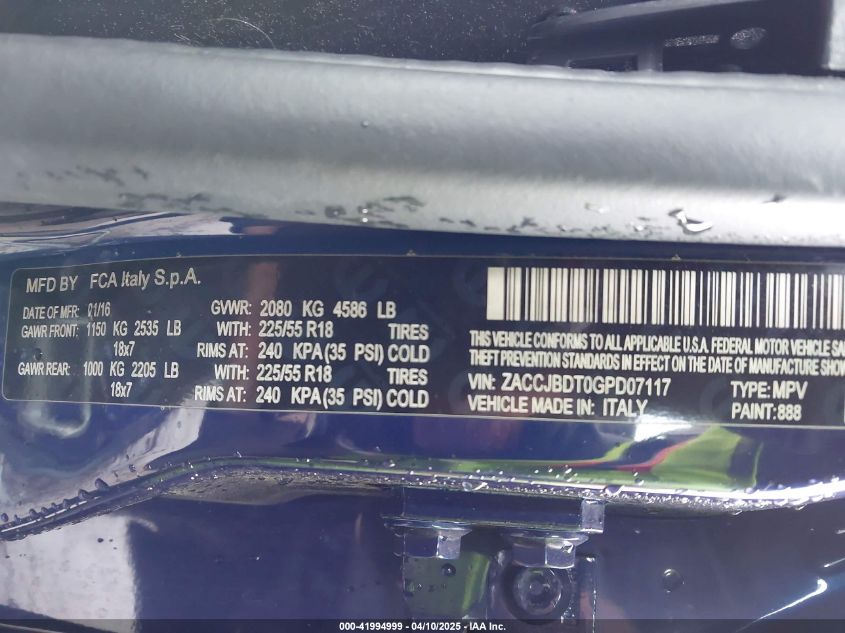 MFD BY FCA Italy S.p.A.
DATE OF MFR: 01/16 GVWR: 2080 KG 4586 LB
GAWR FRONT: 1150 KG 2535 LB WITH: 225/55 R18 TIRES
18x7 RIMS AT: 240 KPA(35 PSI) COLD
GAWR REAR: 1000 KG 2205 LB WITH: 225/55 R18 TIRES
18x7 RIMS AT: 240 KPA(35 PSI) COLD
THIS VEHICLE CONFORMS TO ALL APPLICABLE U.S.A. FEDERAL MOTOR VEHICLE
THEFT PREVENTION STANDARDS IN EFFECT ON THE DATE OF MANUFACTURE
VIN: ZACCJBDT0GPD07117 TYPE: MPV
VEHICLE MADE IN: ITALY PAINT:888
000-41994999 - 04/10/2025 - IAA Inc.